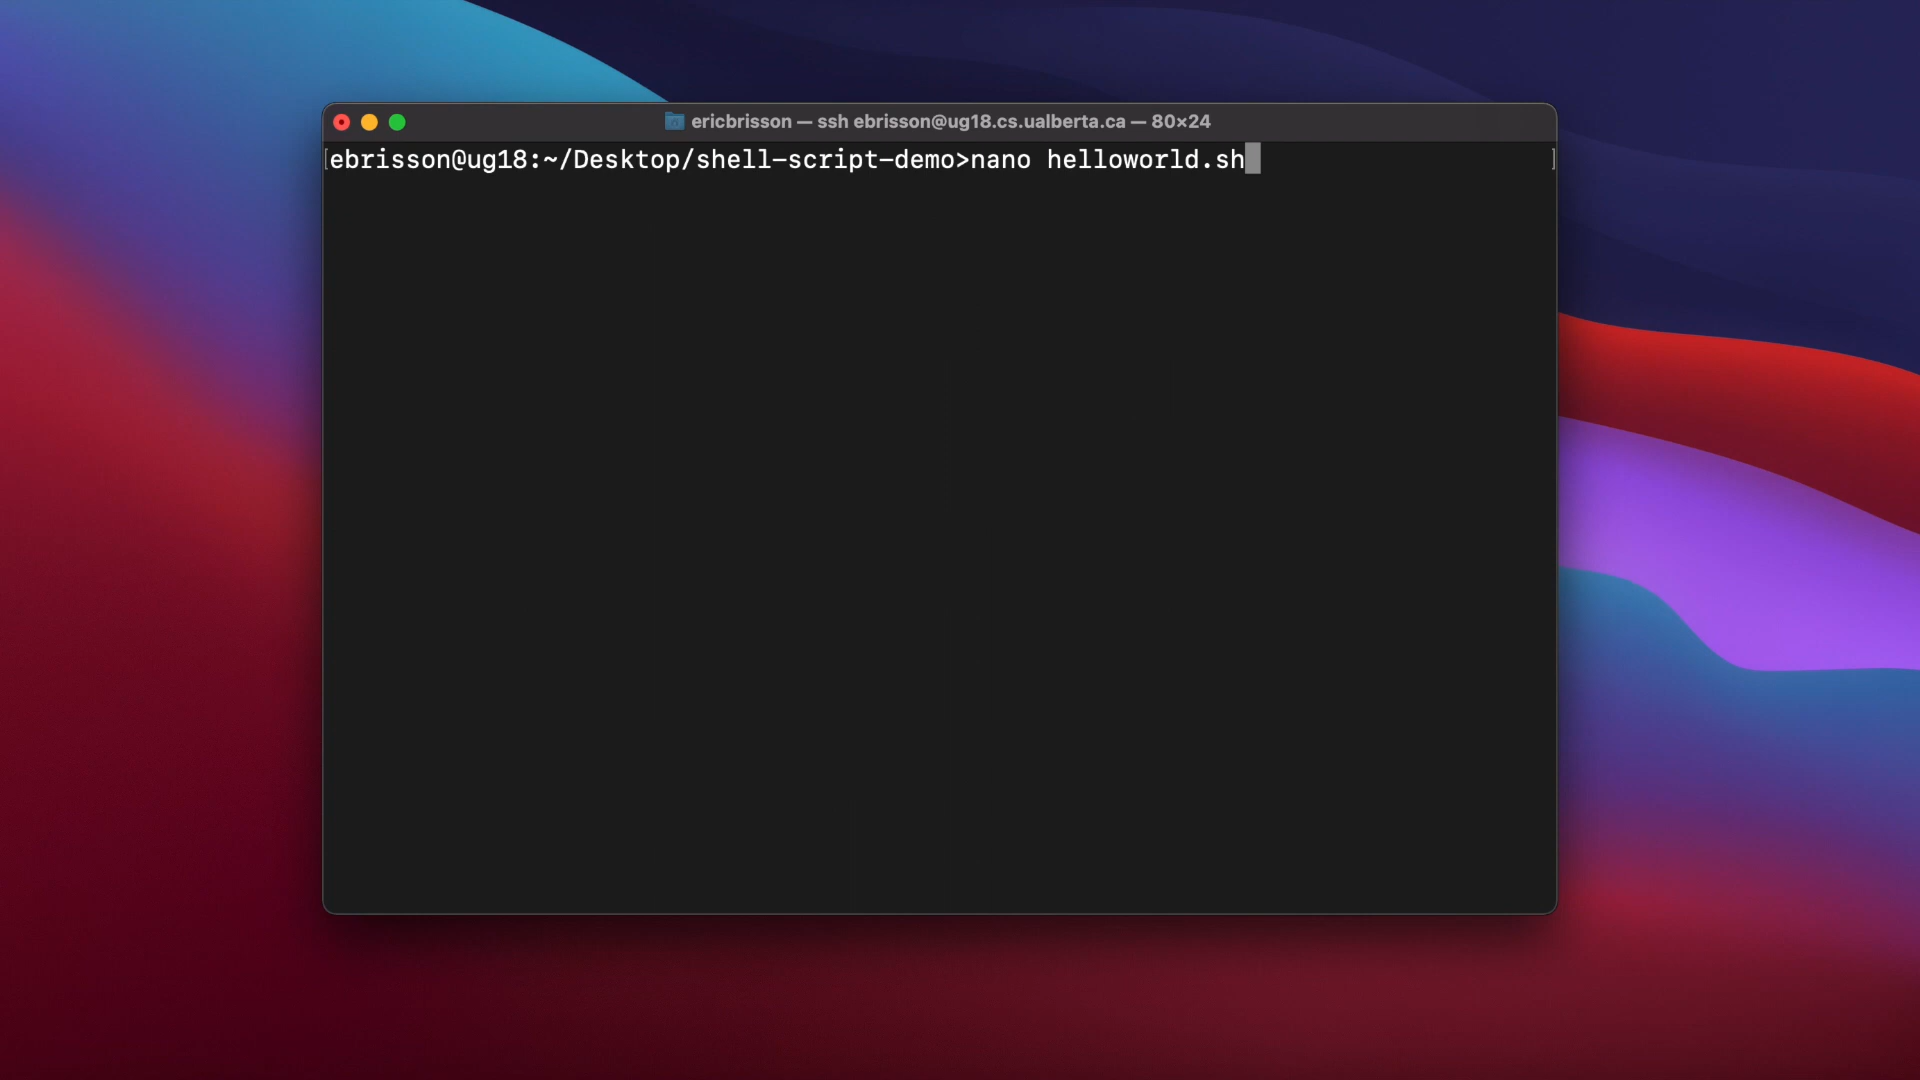 ericbrisson — ssh ebrisson@ug18.cs.ualberta.ca — 80×24
[ebrisson@ug18:~/Desktop/shell-script-demo>nano helloworld.sh ]